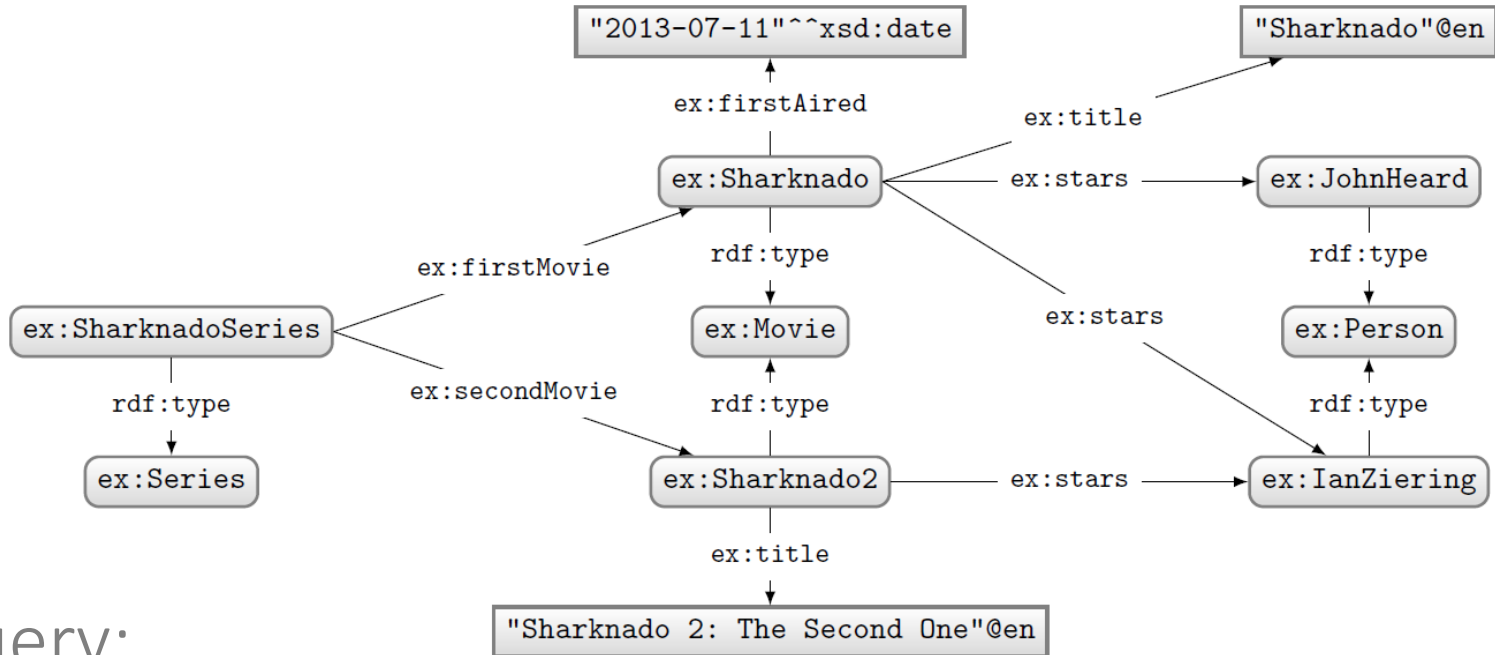 "2013-07-11"^^xsd:date
"Sharknado"@en
ex:firstAired
ex:title
ex:Sharknado
ex:stars
ex:JohnHeard
rdf:type
rdf:type
ex:firstMovie
ex:SharknadoSeries
ex:Movie
ex:stars
ex:Person
ex:secondMovie
rdf:type
rdf:type
rdf:type
ex:Series
ex:Sharknado2
ex:stars
ex:IanZiering
ex:title
"Sharknado 2: The Second One"@en